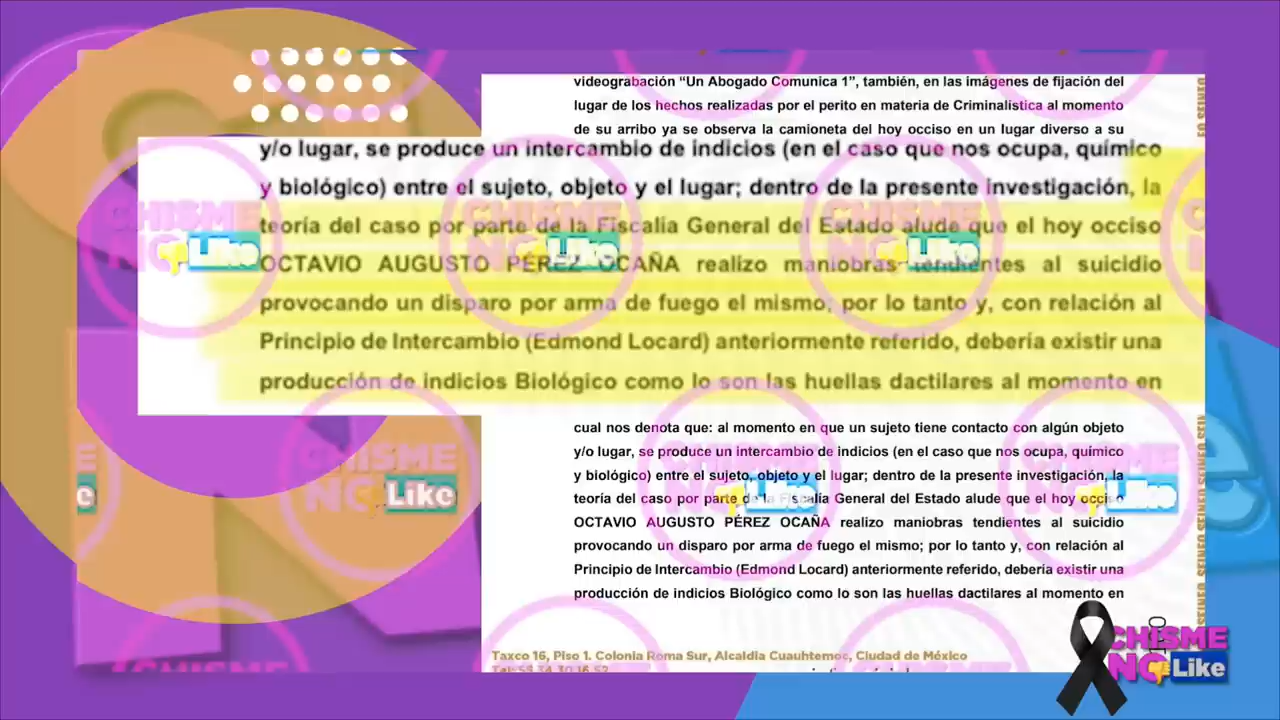 videograbación “Un Abogado Comunica 1”, también, en las imágenes de fijación del
lugar de los hechos realizadas por el perito en materia de Criminalística al momento
de su arribo ya se observa la camioneta del hoy occiso en un lugar diverso a su
y/o lugar, se produce un intercambio de indicios (en el caso que nos ocupa, químico
y biológico) entre el sujeto, objeto y el lugar; dentro de la presente investigación, la
teoría del caso por parte de la Fiscalía General del Estado alude que el hoy occiso
OCTAVIO AUGUSTO PÉREZ OCAÑA realizo maniobras tendientes al suicidio
provocando un disparo por arma de fuego el mismo; por lo tanto y, con relación al
Principio de Intercambio (Edmond Locard) anteriormente referido, debería existir una
producción de indicios Biológico como lo son las huellas dactilares al momento en
cual nos denota que: al momento en que un sujeto tiene contacto con algún objeto
y/o lugar, se produce un intercambio de indicios (en el caso que nos ocupa, químico
y biológico) entre el sujeto, objeto y el lugar; dentro de la presente investigación, la
teoría del caso por parte de la Fiscalía General del Estado alude que el hoy occiso
OCTAVIO AUGUSTO PÉREZ OCAÑA realizo maniobras tendientes al suicidio
provocando un disparo por arma de fuego el mismo; por lo tanto y, con relación al
Principio de Intercambio (Edmond Locard) anteriormente referido, debería existir una
producción de indicios Biológico como lo son las huellas dactilares al momento en
Taxco 16, Piso 1. Colonia Roma Sur, Alcaldía Cuauhtemoc, Ciudad de México
CHISME
NO Like